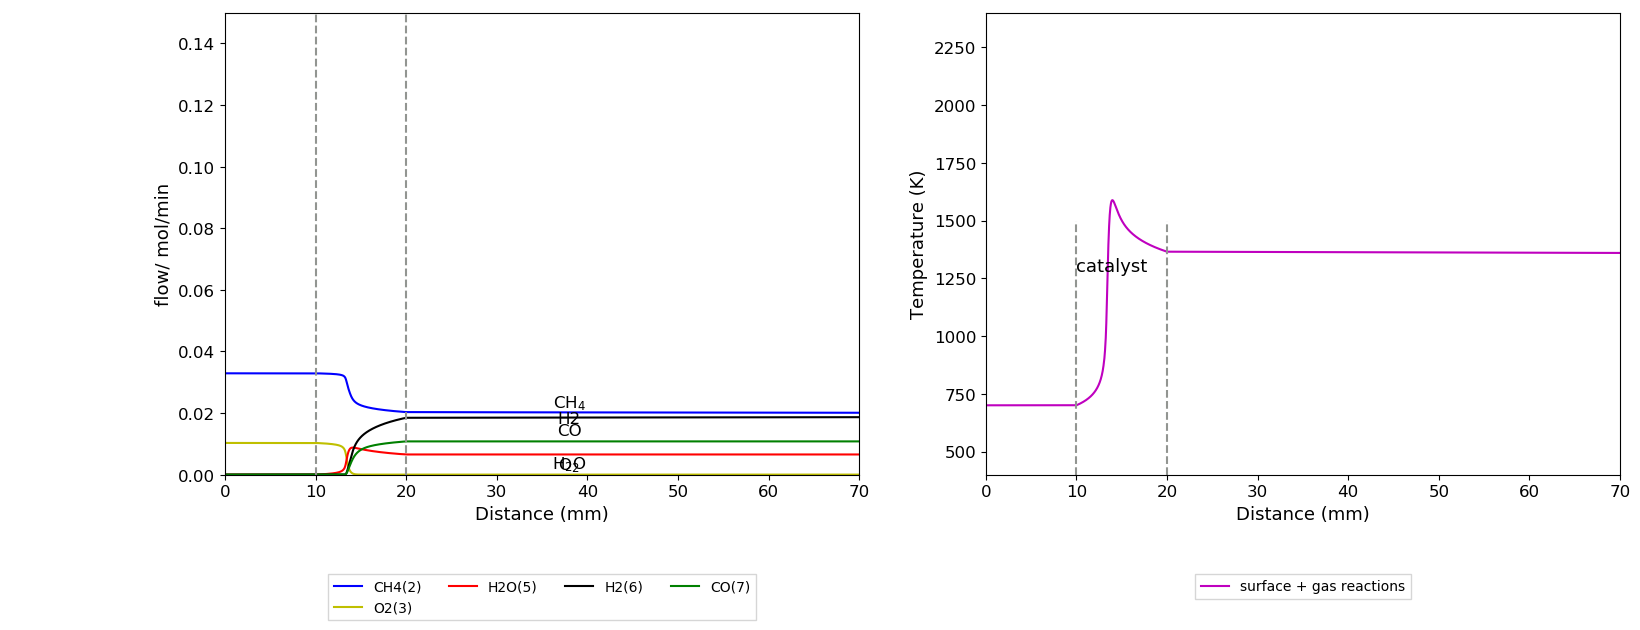 0.14
0.12
0.10
0.08
0.06
0.04
0.02
0.00
flow/ mol/min
CH₄
H2
CO
H₂O
O₂
0 10 20 30 40 50 60 70
Distance (mm)
CH4(2) H2O(5) H2(6) CO(7)
O2(3)
2250
2000
1750
1500
1250
1000
750
500
Temperature (K)
catalyst
0 10 20 30 40 50 60 70
Distance (mm)
surface + gas reactions